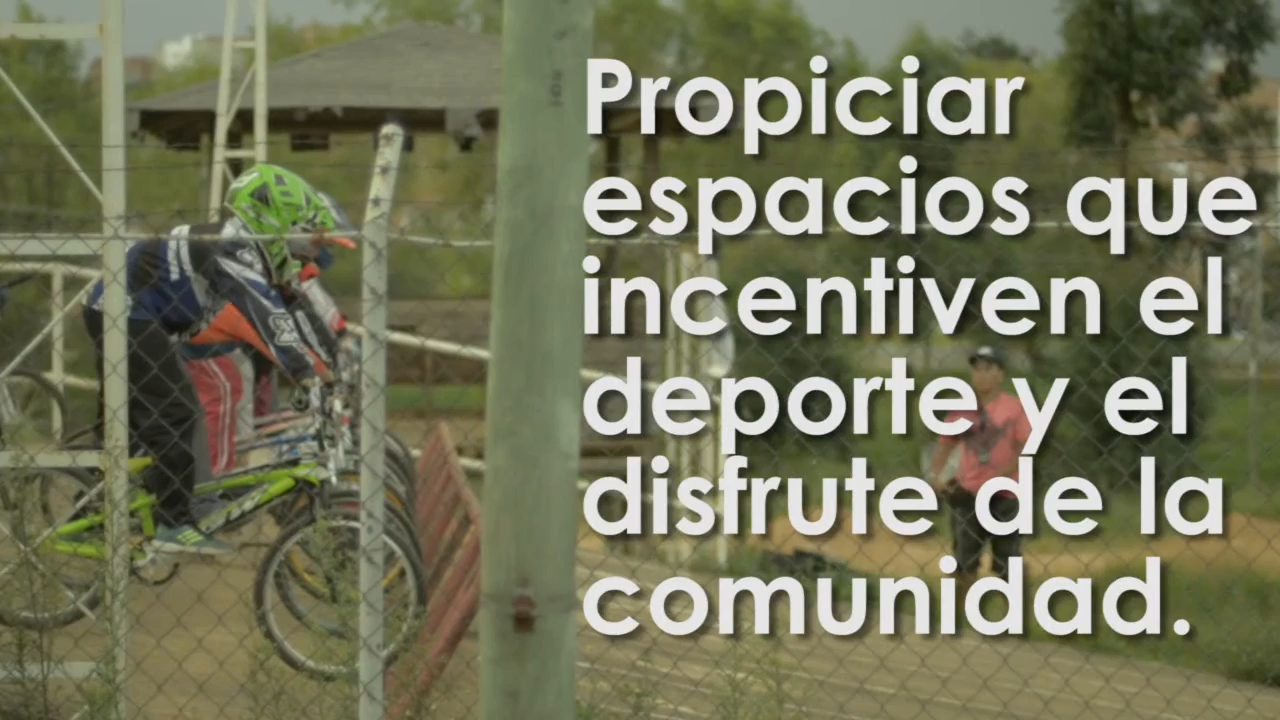 Propiciar
espacios que
incentiven el
deporte y el
disfrute de la
comunidad.